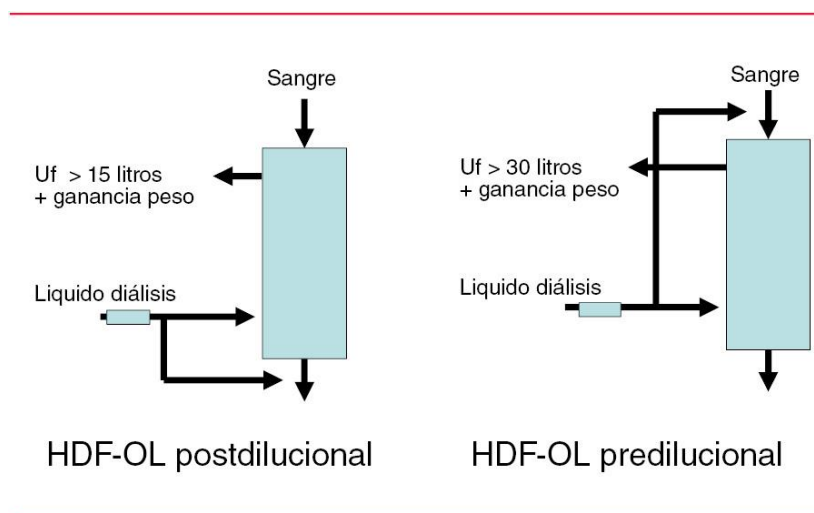 Sangre
Uf > 15 litros
+ ganancia peso
Liquido diálisis
HDF-OL postdilucional
Sangre
Uf > 30 litros
+ ganancia peso
Liquido diálisis
HDF-OL predilucional